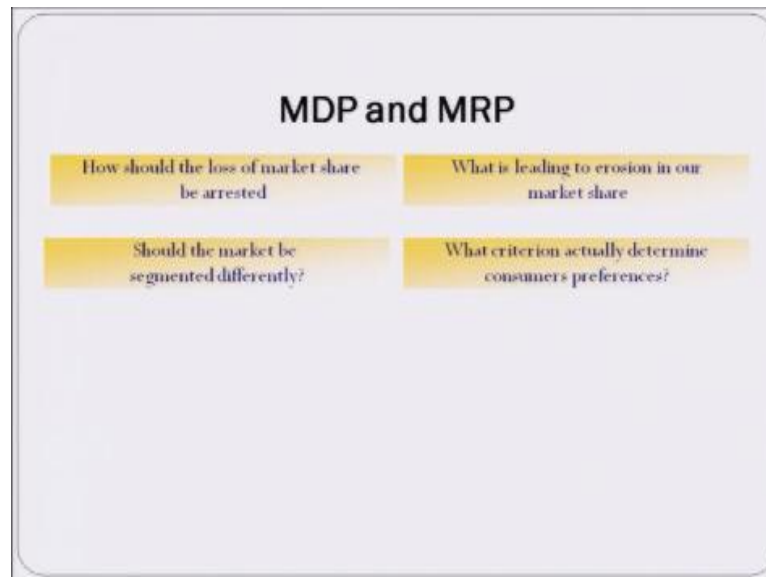 MDP and MRP
How should the loss of market share
be arrested
What is leading to erosion in our
market share
Should the market be
segmented differently?
What criterion actually determine
consumers preferences?